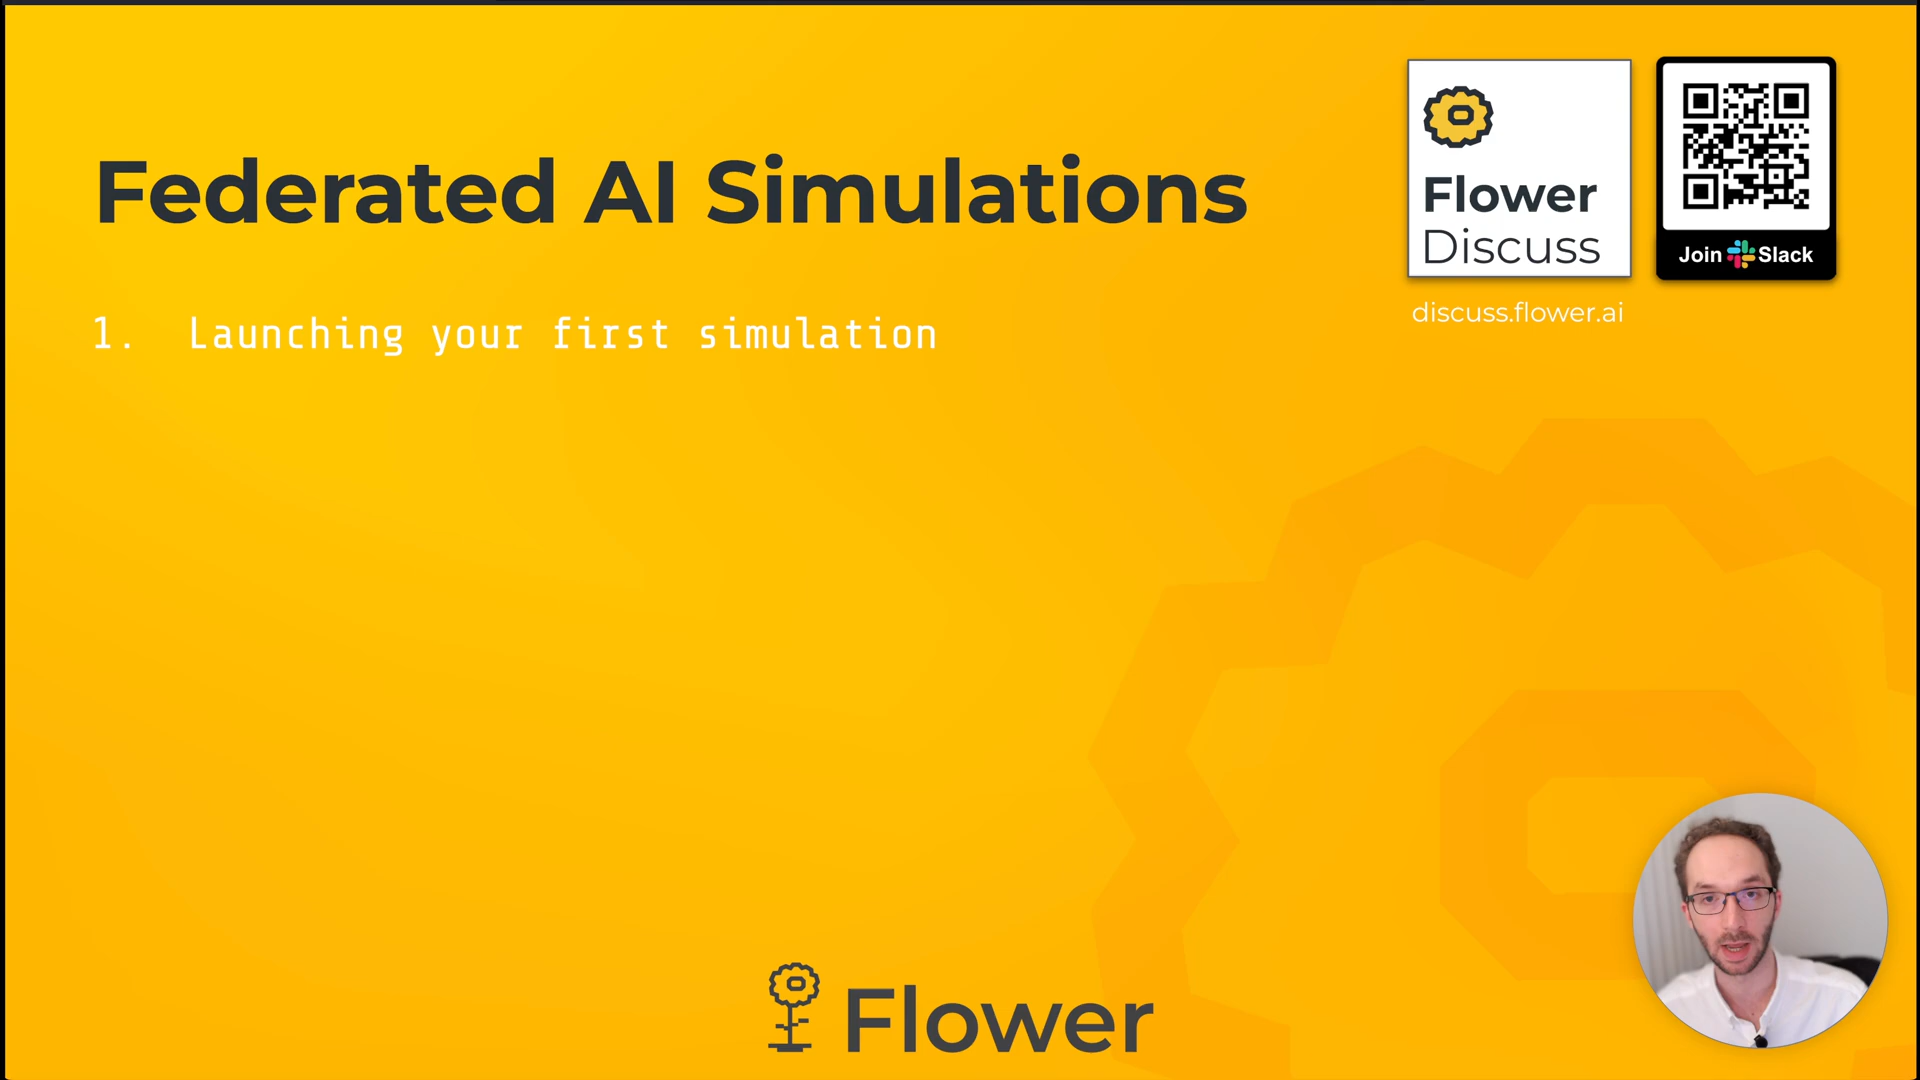 Federated AI Simulations
1. Launching your first simulation
Flower
Discuss
discuss.flower.ai
Join Slack
Flower